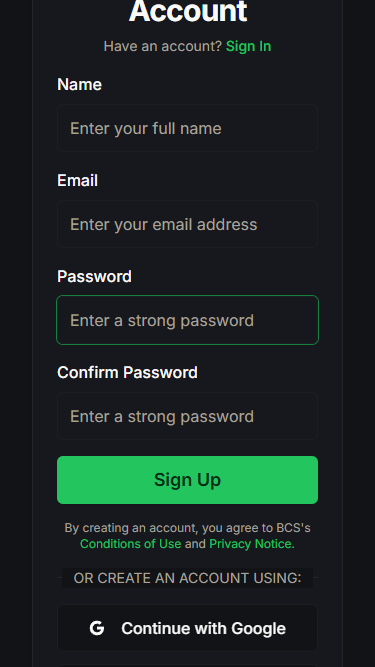 Account
Have an account? Sign In
Name
Enter your full name
Email
Enter your email address
Password
Enter a strong password
Confirm Password
Enter a strong password
Sign Up
By creating an account, you agree to BCS's
Conditions of Use and Privacy Notice.
OR CREATE AN ACCOUNT USING:
G Continue with Google